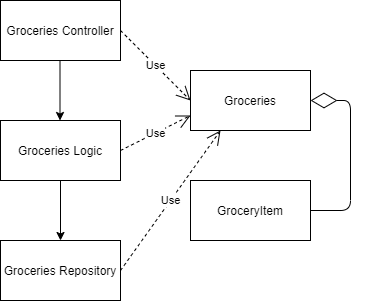 Groceries Controller
Use
Groceries
Use
Groceries Logic
Use
GroceryItem
Groceries Repository